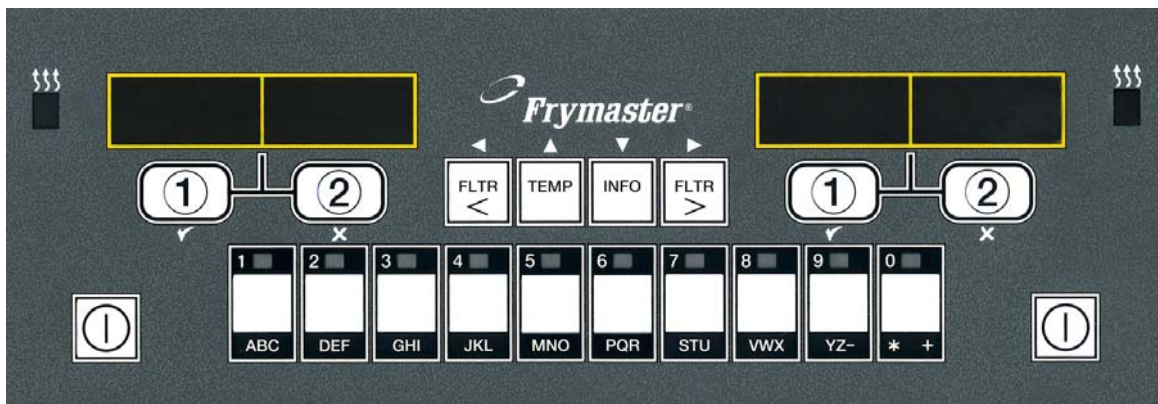 Frymaster®
1 2 FLTR < TEMP INFO FLTR > 1 2
✓ ✗ ✓ ✗
1 2 3 4 5 6 7 8 9 0
ABC DEF GHI JKL MNO PQR STU VWX YZ- * +